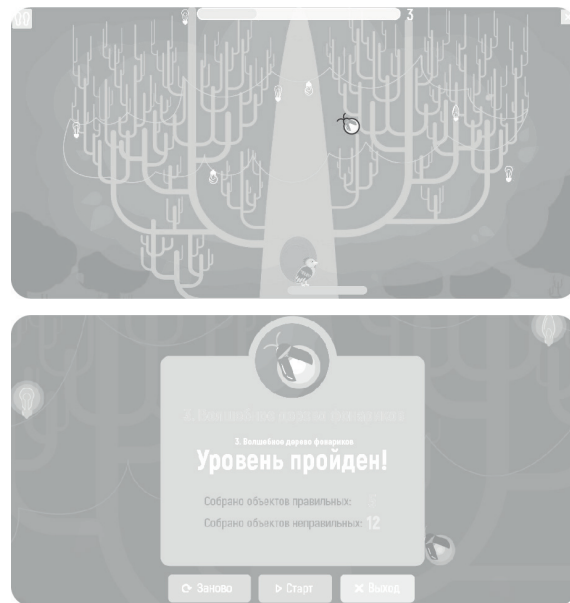 3
3. Волшебное дерево фонариков
Уровень пройден!
Собрано объектов правильных:
Собрано объектов неправильных: 12
Заново
Старт
Выход